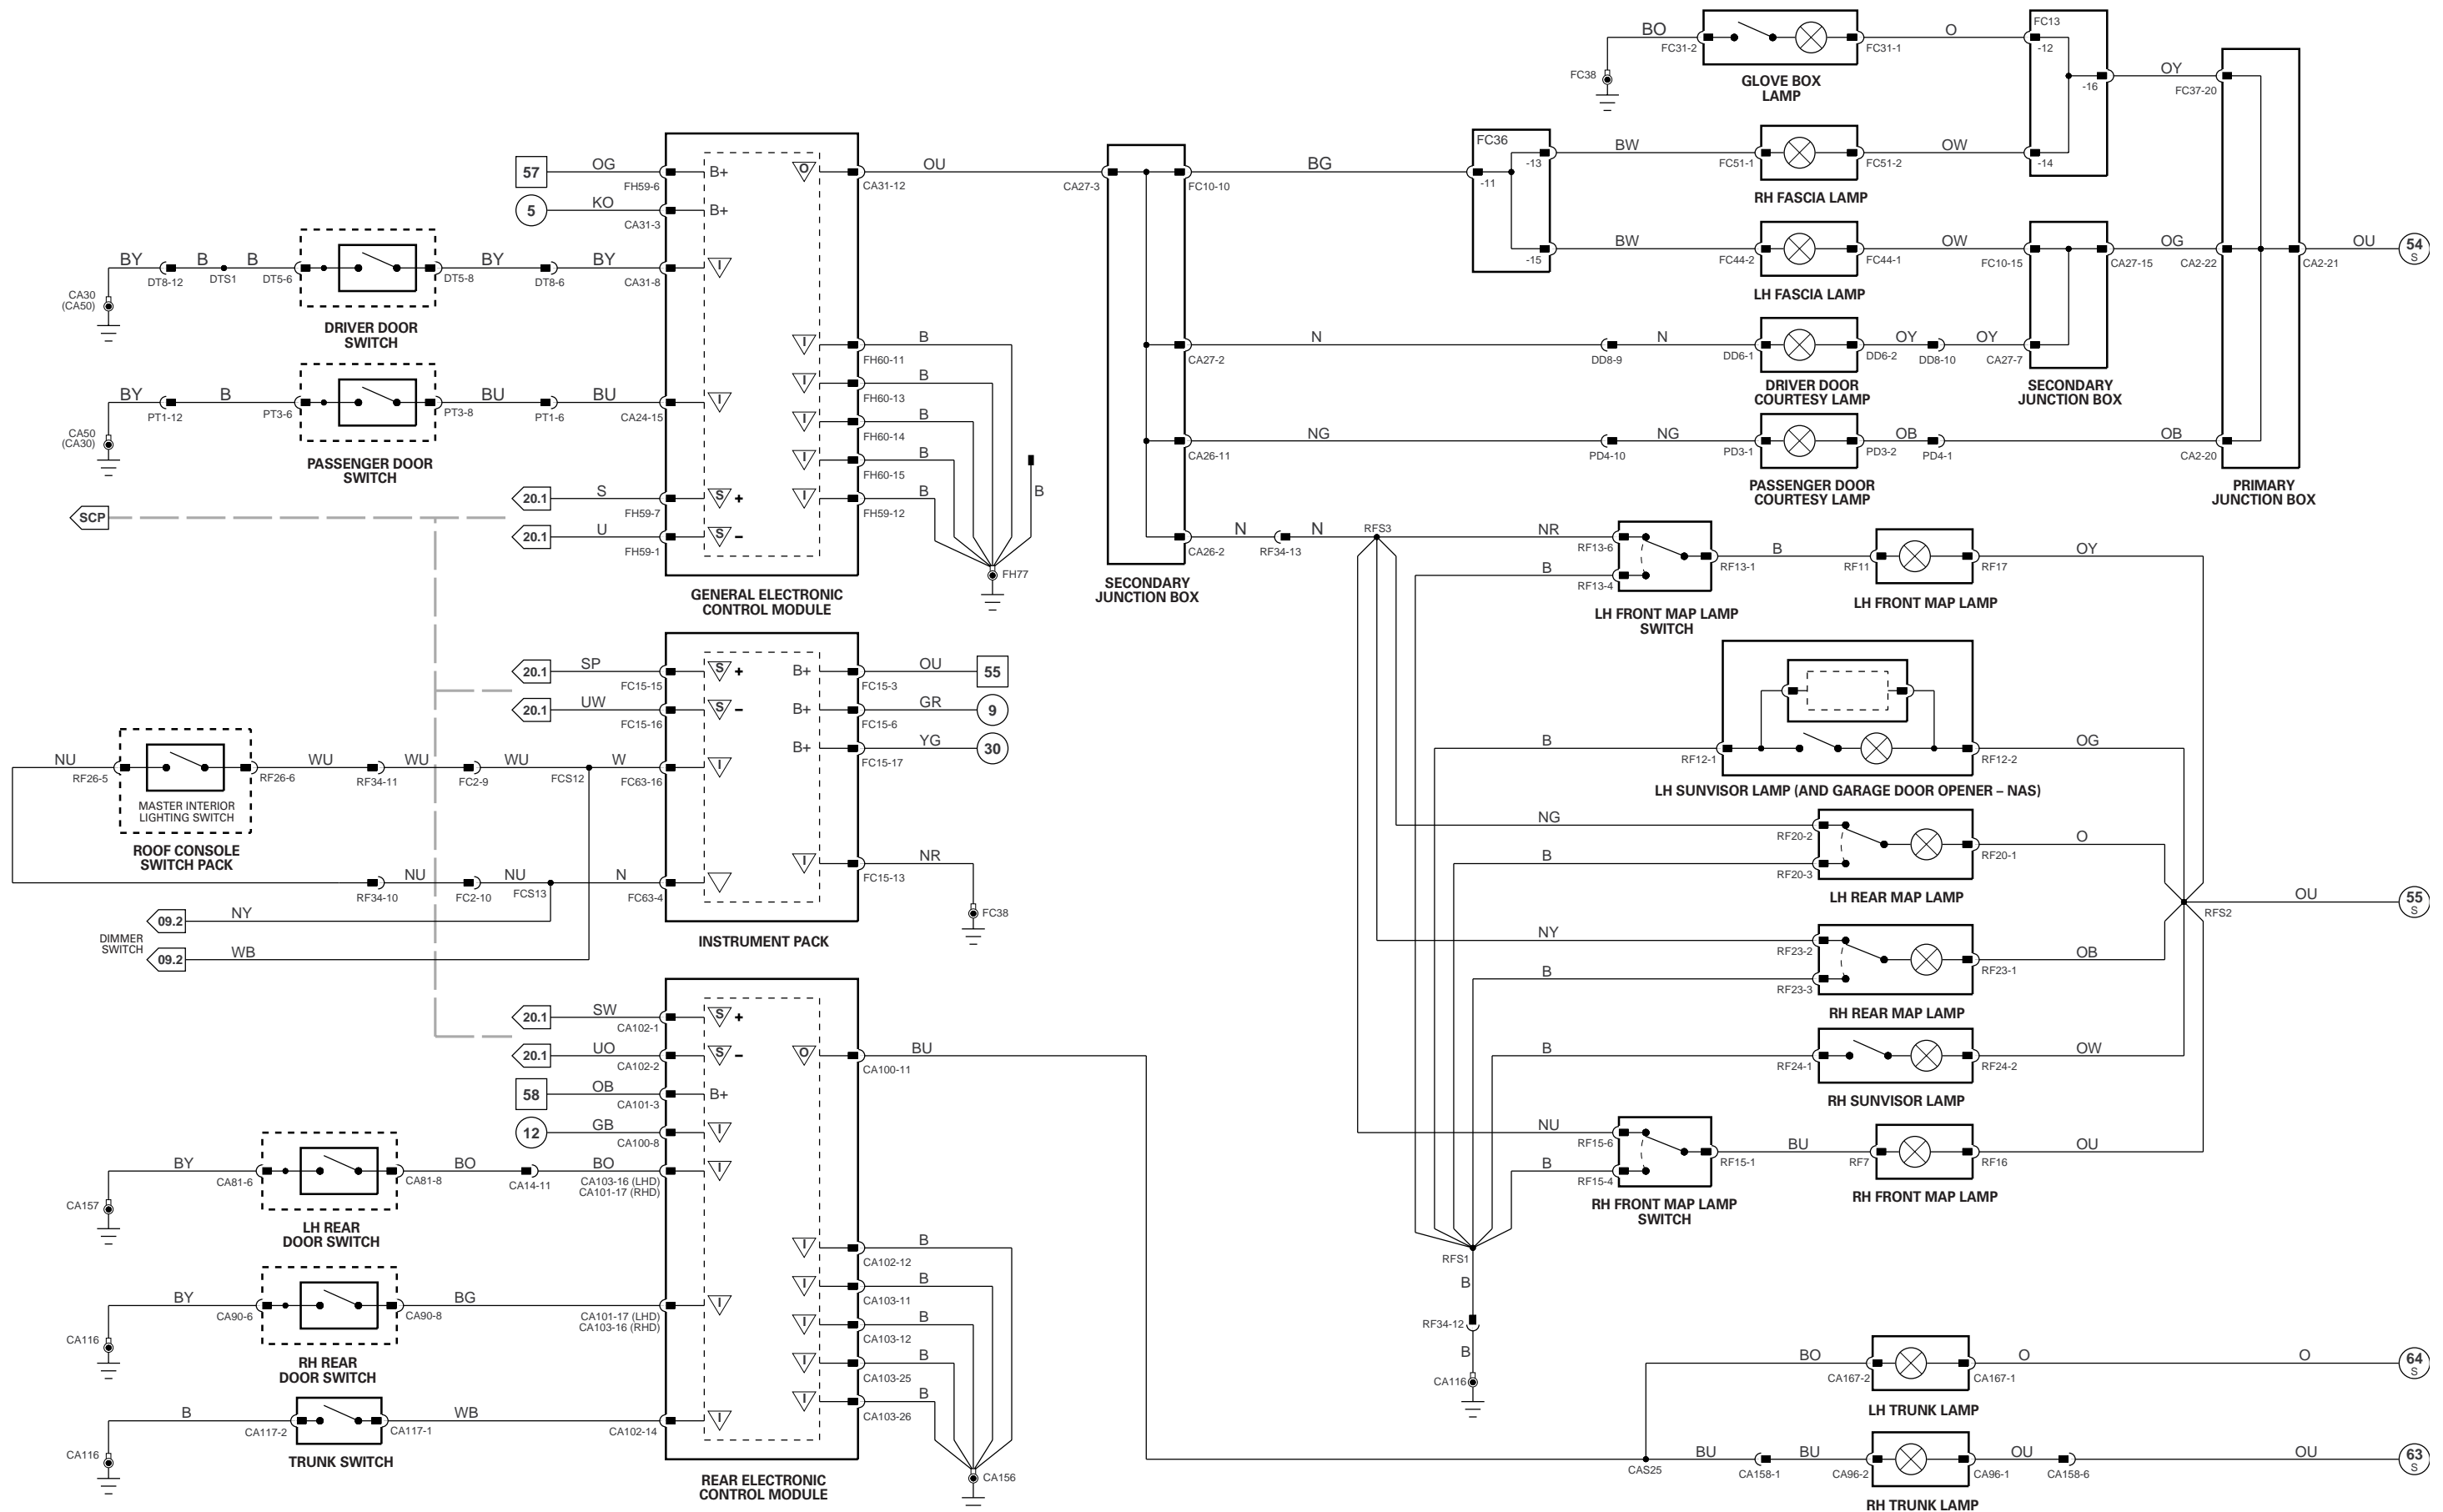 BO
FC31-2
FC31-1
O
FC13
-12
-16
-14
OY
FC37-20
FC38
GLOVE BOX
LAMP
57
OG
FH59-6
B+
O
CA31-12
OU
CA27-3
FC10-10
BG
FC36
-11
-13
-15
BW
FC51-1
FC51-2
OW
RH FASCIA LAMP
5
KO
CA31-3
B+
BY
DT8-12
B
DTS1
B
DT5-6
DT5-8
BY
DT8-6
BY
CA31-8
I
CA30
(CA50)
DRIVER DOOR
SWITCH
BW
FC44-2
FC44-1
OW
FC10-15
CA27-15
OG
CA2-22
CA2-21
OU
54
S
LH FASCIA LAMP
I
B
FH60-11
CA27-2
N
DD8-9
N
DD6-1
DD6-2
OY
DD8-10
OY
CA27-7
DRIVER DOOR
COURTESY LAMP
SECONDARY
JUNCTION BOX
I
B
FH60-13
BY
PT1-12
B
PT3-6
PT3-8
BU
PT1-6
BU
CA24-15
I
I
B
FH60-14
CA50
(CA30)
PASSENGER DOOR
SWITCH
I
B
FH60-15
CA26-11
NG
PD4-10
NG
PD3-1
PD3-2
OB
PD4-1
OB
CA2-20
PASSENGER DOOR
COURTESY LAMP
PRIMARY
JUNCTION BOX
20.1
S
FH59-7
S
+
I
B
FH59-12
B
SCP
20.1
U
FH59-1
S
–
FH77
GENERAL ELECTRONIC
CONTROL MODULE
CA26-2
N
RF34-13
N
RFS3
NR
RF13-6
RF13-1
B
RF11
RF17
OY
B
RF13-4
SECONDARY
JUNCTION BOX
LH FRONT MAP LAMP
SWITCH
LH FRONT MAP LAMP
20.1
SP
FC15-15
S
+
B+
FC15-3
OU
55
20.1
UW
FC15-16
S
–
B+
FC15-6
GR
9
B+
FC15-17
YG
30
B
RF12-1
RF12-2
OG
LH SUNVISOR LAMP (AND GARAGE DOOR OPENER – NAS)
NU
RF26-5
RF26-6
WU
RF34-11
WU
FC2-9
WU
FCS12
W
FC63-16
I
MASTER INTERIOR
LIGHTING SWITCH
ROOF CONSOLE
SWITCH PACK
NG
RF20-2
RF20-1
O
B
RF20-3
LH REAR MAP LAMP
RF34-10
NU
FC2-10
NU
FCS13
N
FC63-4
I
FC15-13
NR
FC38
INSTRUMENT PACK
09.2
NY
DIMMER
SWITCH
09.2
WB
RFS2
OU
55
S
NY
RF23-2
RF23-1
OB
B
RF23-3
RH REAR MAP LAMP
20.1
SW
CA102-1
S
+
20.1
UO
CA102-2
S
–
O
CA100-11
BU
58
OB
CA101-3
B+
12
GB
CA100-8
I
B
RF24-1
RF24-2
OW
RH SUNVISOR LAMP
NU
RF15-6
RF15-1
BU
RF7
RF16
OU
B
RF15-4
RH FRONT MAP LAMP
SWITCH
RH FRONT MAP LAMP
BY
CA81-6
CA81-8
BO
CA14-11
BO
CA103-16 (LHD)
CA101-17 (RHD)
I
CA157
LH REAR
DOOR SWITCH
I
B
CA102-12
I
B
CA103-11
I
B
CA103-12
I
B
CA103-25
I
B
CA103-26
RFS1
B
RF34-12
B
CA116
BY
CA90-6
CA90-8
BG
CA101-17 (LHD)
CA103-16 (RHD)
I
CA116
RH REAR
DOOR SWITCH
B
CA117-2
CA117-1
WB
CA102-14
I
CA116
TRUNK SWITCH
CA156
REAR ELECTRONIC
CONTROL MODULE
BO
CA167-2
CA167-1
O
O
64
S
LH TRUNK LAMP
CAS25
BU
CA158-1
BU
CA96-2
CA96-1
OU
CA158-6
OU
63
S
RH TRUNK LAMP